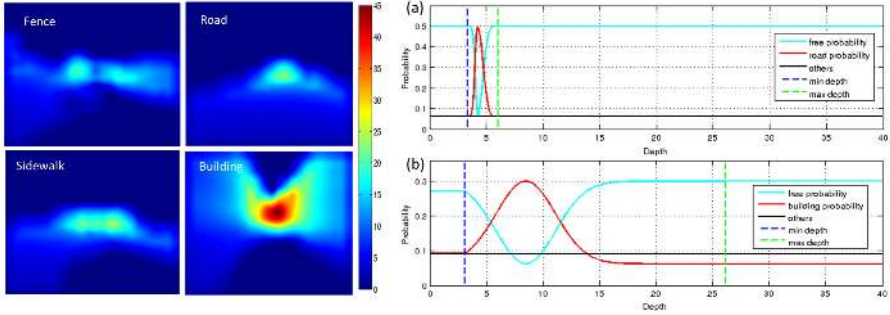 Fence
Road
Sidewalk
Building
45
40
35
30
25
20
15
10
5
0
(a)
0.5
0.4
0.3
0.2
0.1
0
Probability
free probability
road probability
others
min depth
max depth
0 5 10 15 20 25 30 35 40
Depth
(b)
0.3
0.2
0.1
0
Probability
free probability
building probability
others
min depth
max depth
0 5 10 15 20 25 30 35 40
Depth